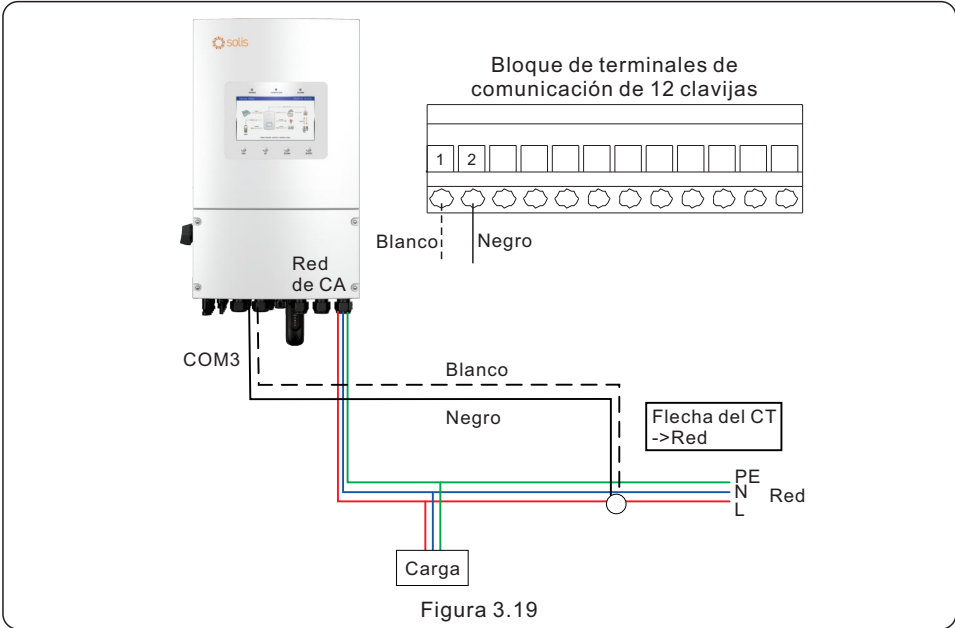 solis
Bloque de terminales de
comunicación de 12 clavijas
1 2
Blanco Negro
Red
de CA
COM3
Blanco
Negro
Flecha del CT
->Red
PE
N
L
Red
Carga
Figura 3.19